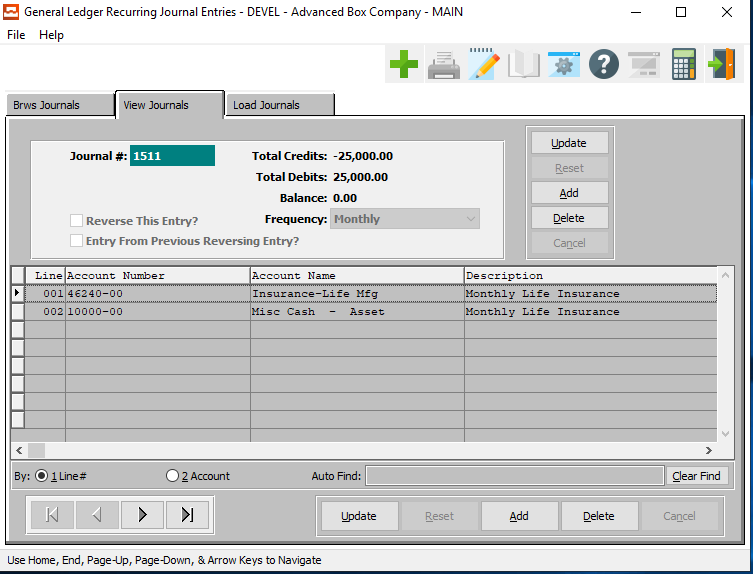 General Ledger Recurring Journal Entries - DEVEL - Advanced Box Company - MAIN
File Help
Brws Journals View Journals Load Journals
Journal #: 1511 Total Credits: -25,000.00
Total Debits: 25,000.00
Balance: 0.00
Reverse This Entry? Frequency: Monthly
Entry From Previous Reversing Entry?
Update
Reset
Add
Delete
Cancel
Line Account Number Account Name Description
001 46240-00 Insurance-Life Mfg Monthly Life Insurance
002 10000-00 Misc Cash - Asset Monthly Life Insurance
By: 1 Line# 2 Account Auto Find: Clear Find
Update Reset Add Delete Cancel
Use Home, End, Page-Up, Page-Down, & Arrow Keys to Navigate